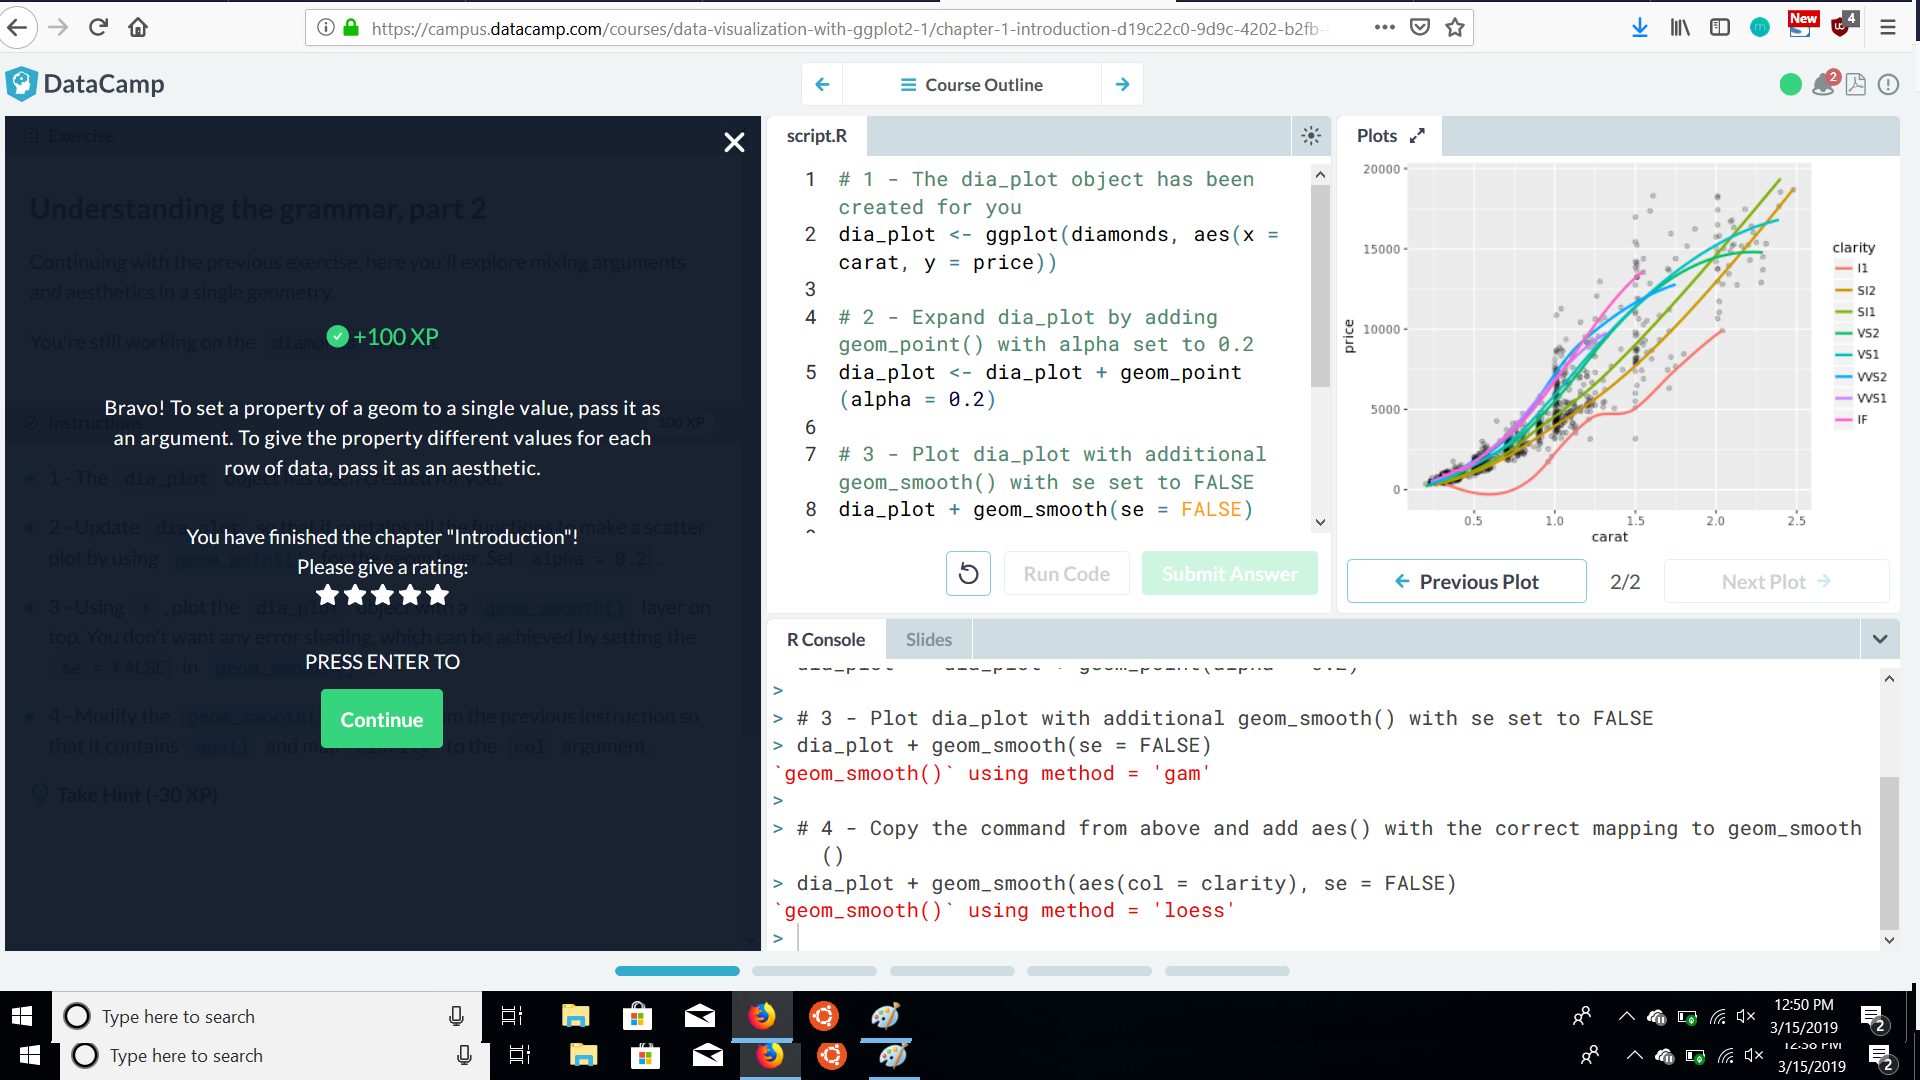 https://campus.datacamp.com/courses/data-visualization-with-ggplot2-1/chapter-1-introduction-d19c22c0-9d9c-4202-b2fb-
New
4
DataCamp
Course Outline
2
Exercise
Understanding the grammar, part 2
Continuing with the previous exercise, here you'll explore mixing arguments
and aesthetics in a single geometry.
You're still working on the
+100 XP
Bravo! To set a property of a geom to a single value, pass it as
an argument. To give the property different values for each
row of data, pass it as an aesthetic.
Instructions
100 XP
1 - The dia_plot object has been created for you.
2 - Update dia_plot so that it contains all the functions to make a scatter
plot by using geom_point() for the geom layer. Set alpha = 0.2.
You have finished the chapter "Introduction"!
Please give a rating:
3 - Using + , plot the dia_plot object with a geom_smooth() layer on
top. You don't want any error shading, which can be achieved by setting the
se = FALSE in geom_smooth()
PRESS ENTER TO
Continue
4 - Modify the geom_smooth( the previous instruction so
that it contains aes() and map clarity to the col argument.
Take Hint (-30 XP)
script.R
1 # 1 - The dia_plot object has been
created for you
2 dia_plot <- ggplot(diamonds, aes(x =
carat, y = price))
3
4 # 2 - Expand dia_plot by adding
geom_point() with alpha set to 0.2
5 dia_plot <- dia_plot + geom_point
(alpha = 0.2)
6
7 # 3 - Plot dia_plot with additional
geom_smooth() with se set to FALSE
8 dia_plot + geom_smooth(se = FALSE)
Run Code
Submit Answer
Plots
20000
15000
10000
5000
0
price
0.5 1.0 1.5 2.0 2.5
carat
clarity
I1
SI2
SI1
VS2
VS1
VVS2
VVS1
IF
Previous Plot
2/2
Next Plot
R Console
Slides
>
> # 3 - Plot dia_plot with additional geom_smooth() with se set to FALSE
> dia_plot + geom_smooth(se = FALSE)
`geom_smooth()` using method = 'gam'
>
> # 4 - Copy the command from above and add aes() with the correct mapping to geom_smooth
()
> dia_plot + geom_smooth(aes(col = clarity), se = FALSE)
`geom_smooth()` using method = 'loess'
>
Type here to search
12:50 PM
3/15/2019
2
Type here to search
12:38 PM
3/15/2019
2